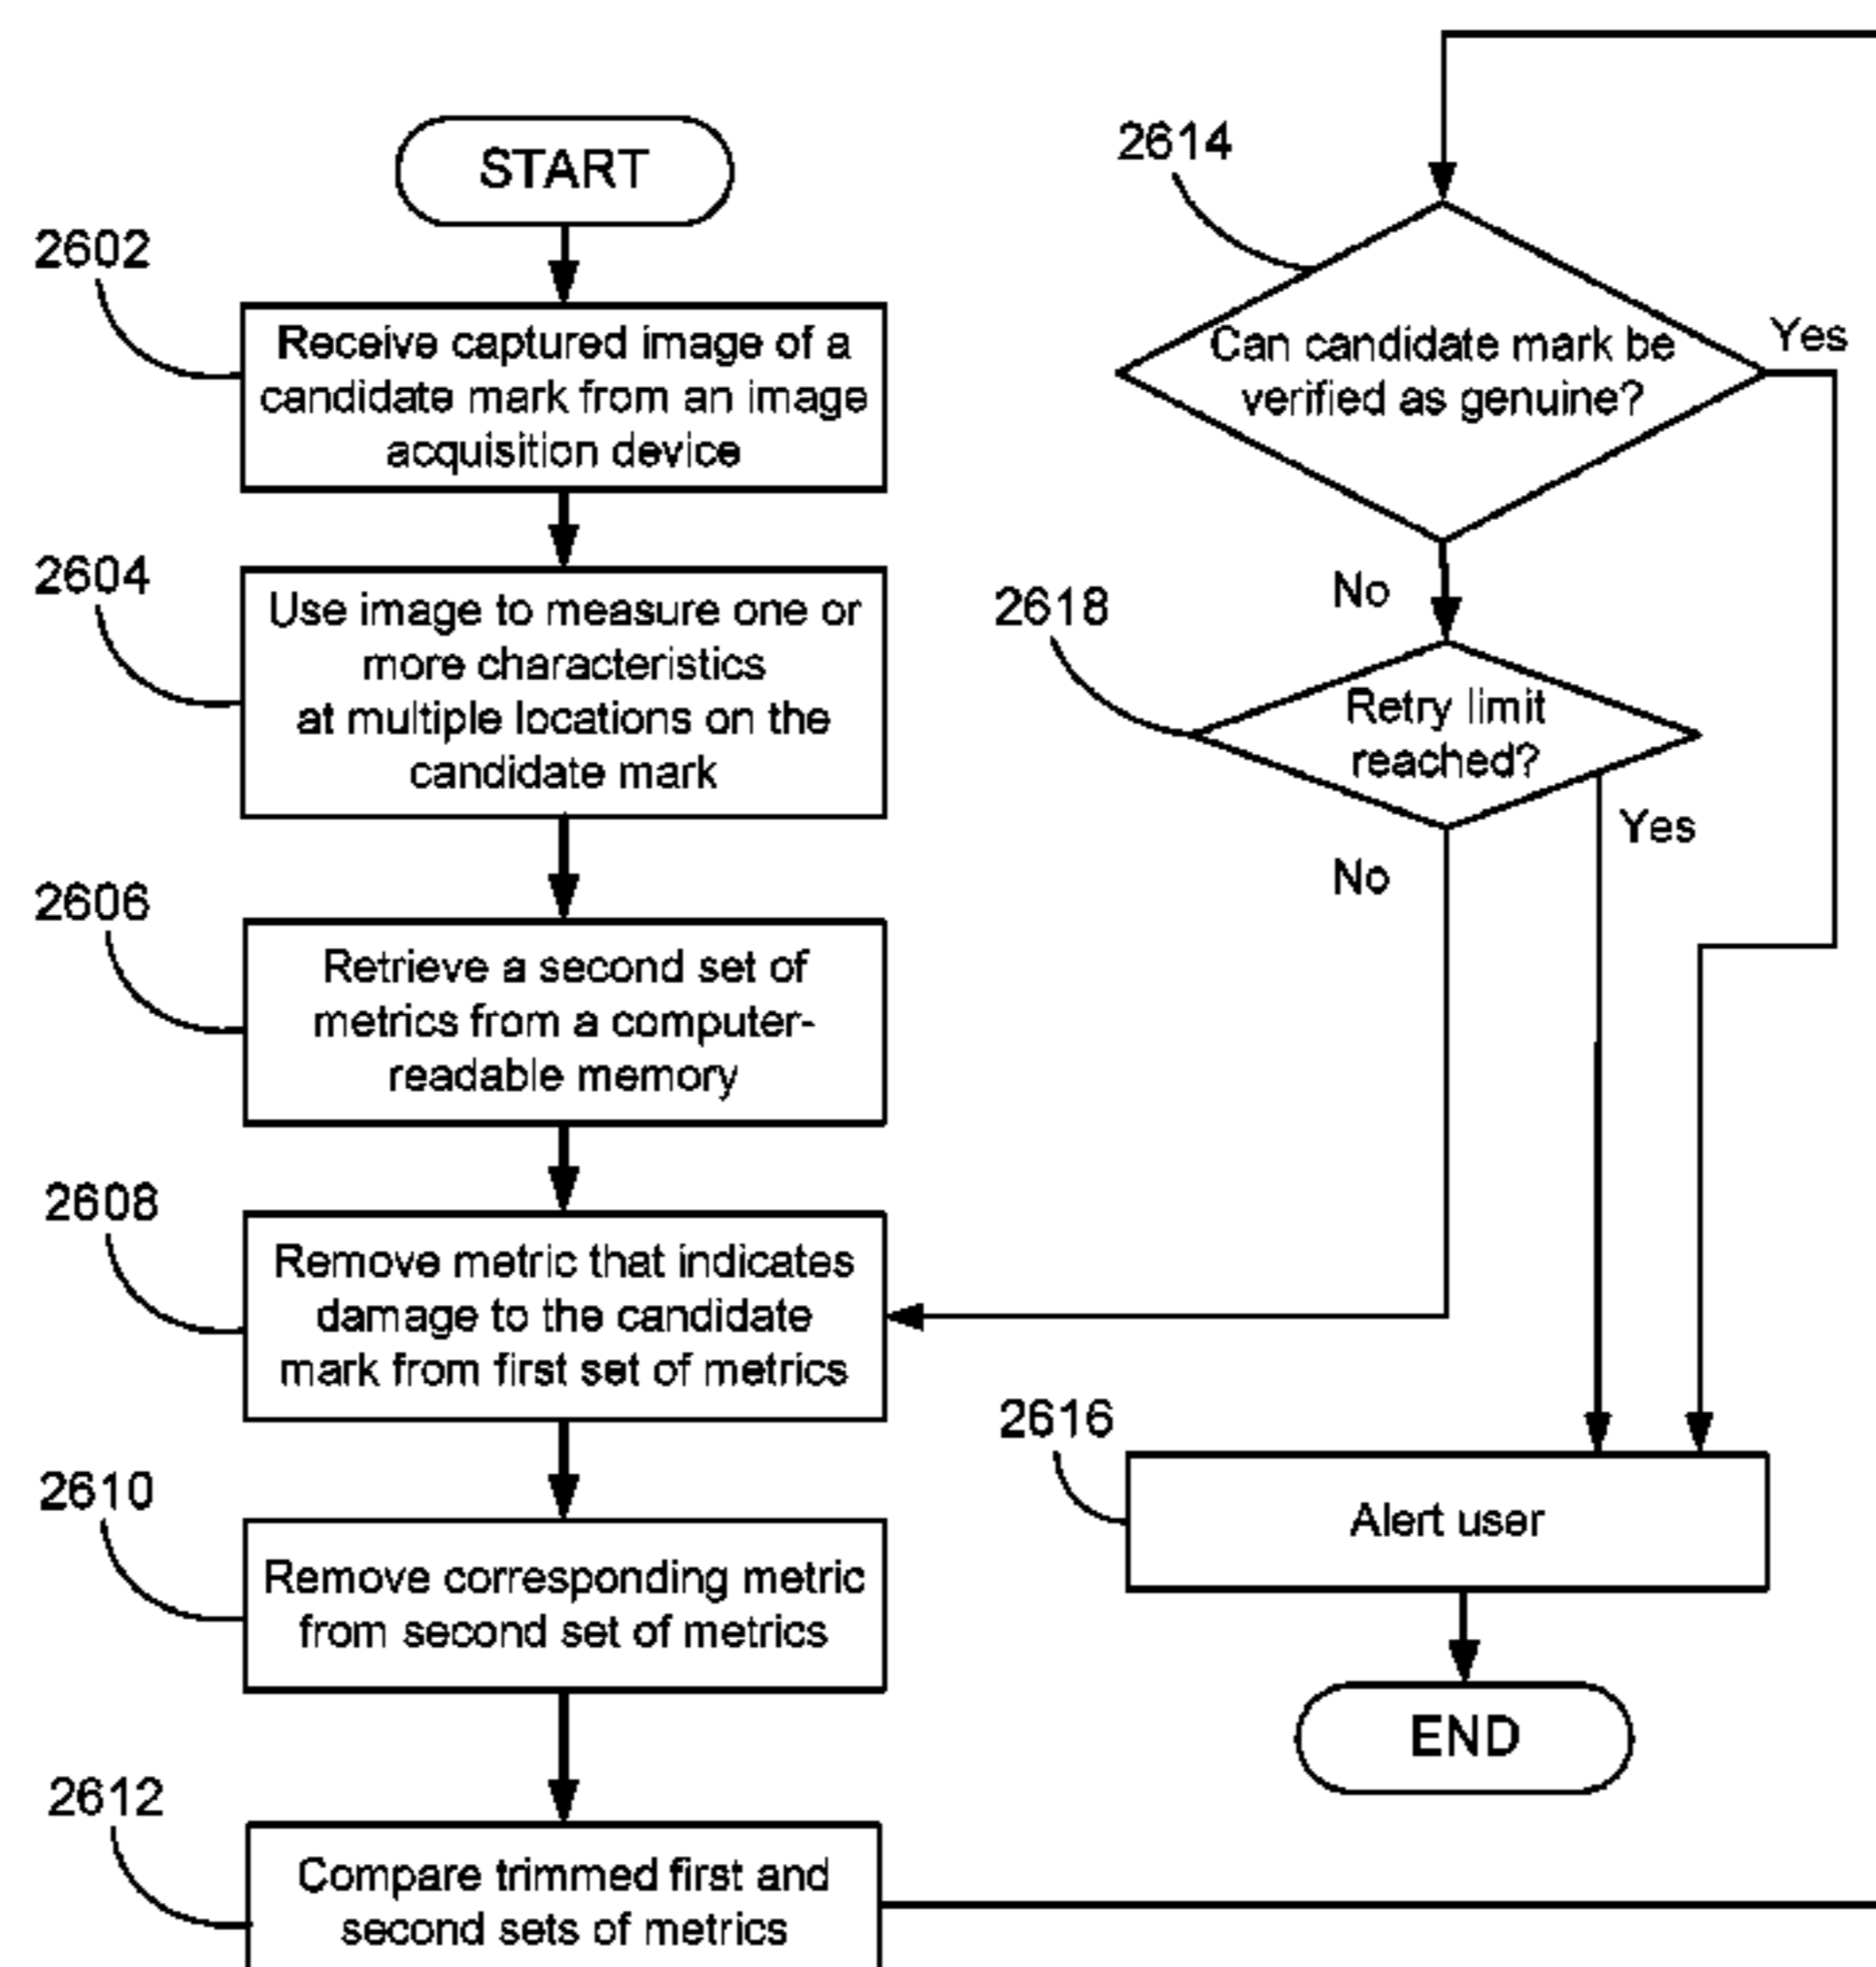 START
2602
Receive captured image of a
candidate mark from an image
acquisition device
2604
Use image to measure one or
more characteristics
at multiple locations on the
candidate mark
2606
Retrieve a second set of
metrics from a computer-
readable memory
2608
Remove metric that indicates
damage to the candidate
mark from first set of metrics
2610
Remove corresponding metric
from second set of metrics
2612
Compare trimmed first and
second sets of metrics
2614
Can candidate mark be
verified as genuine?
Yes
No
2618
Retry limit
reached?
Yes
No
2616
Alert user
END